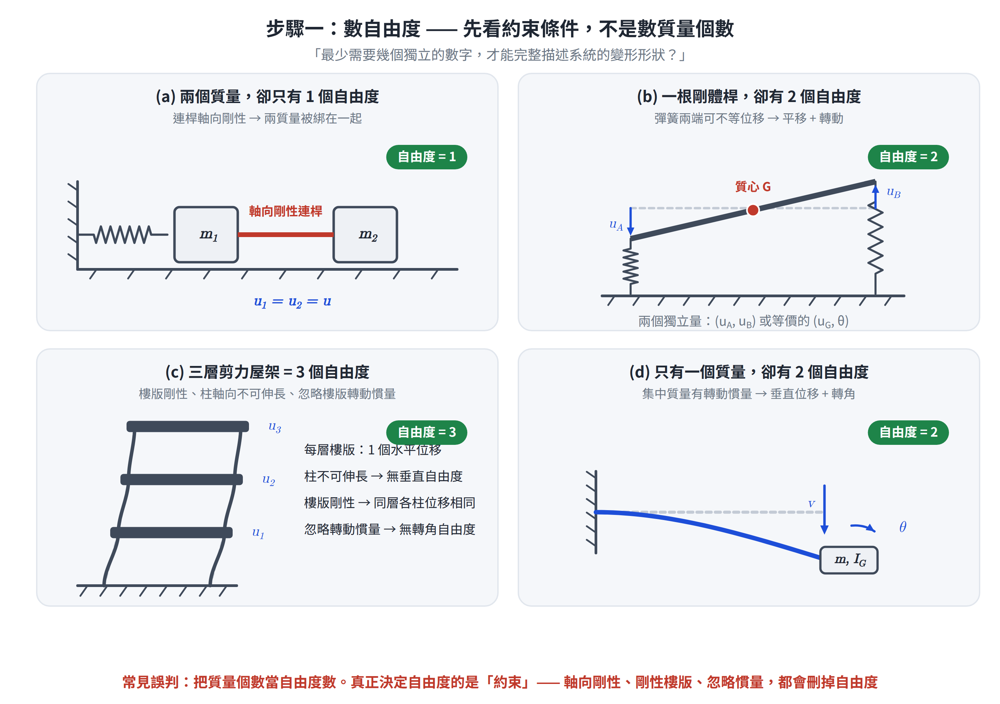 步驟一：數自由度 —— 先看約束條件，不是數質量個數
「最少需要幾個獨立的數字，才能完整描述系統的變形形狀？」
(a) 兩個質量，卻只有 1 個自由度
連桿軸向剛性 → 兩質量被綁在一起
自由度 = 1
軸向剛性連桿
m₁
m₂
u₁ = u₂ = u
(b) 一根剛體桿，卻有 2 個自由度
彈簧兩端可不等位移 → 平移 + 轉動
自由度 = 2
質心 G
u_B
u_A
兩個獨立量：(u_A, u_B) 或等價的 (u_G, θ)
(c) 三層剪力屋架 = 3 個自由度
樓版剛性、柱軸向不可伸長、忽略樓版轉動慣量
自由度 = 3
u₃
每層樓版：1 個水平位移
u₂
柱不可伸長 → 無垂直自由度
樓版剛性 → 同層各柱位移相同
u₁
忽略轉動慣量 → 無轉角自由度
(d) 只有一個質量，卻有 2 個自由度
集中質量有轉動慣量 → 垂直位移 + 轉角
自由度 = 2
v
θ
m, I_G
常見誤判：把質量個數當自由度數。真正決定自由度的是「約束」—— 軸向剛性、剛性樓版、忽略慣量，都會刪掉自由度